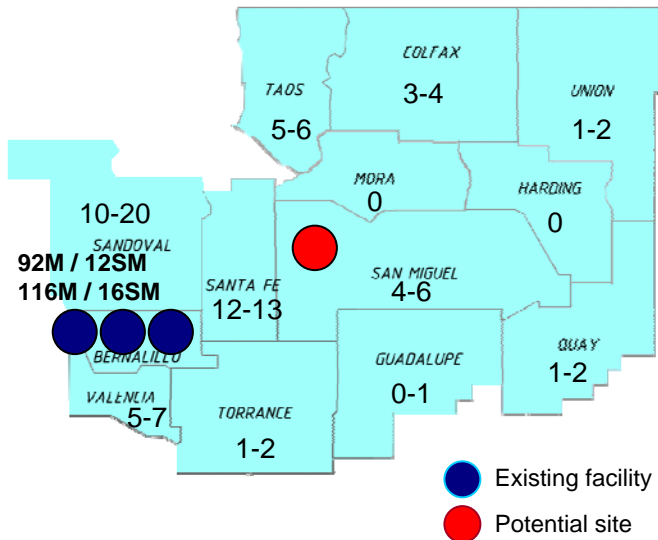 COLFAX
3-4
TAOS
5-6
UNION
1-2
MORA
0
HARDING
0
10-20
SANDOVAL
92M / 12SM
116M / 16SM
SANTA FE
12-13
SAN MIGUEL
4-6
BERNALILLO
GUADALUPE
0-1
QUAY
1-2
VALENCIA
5-7
TORRANCE
1-2
Existing facility
Potential site